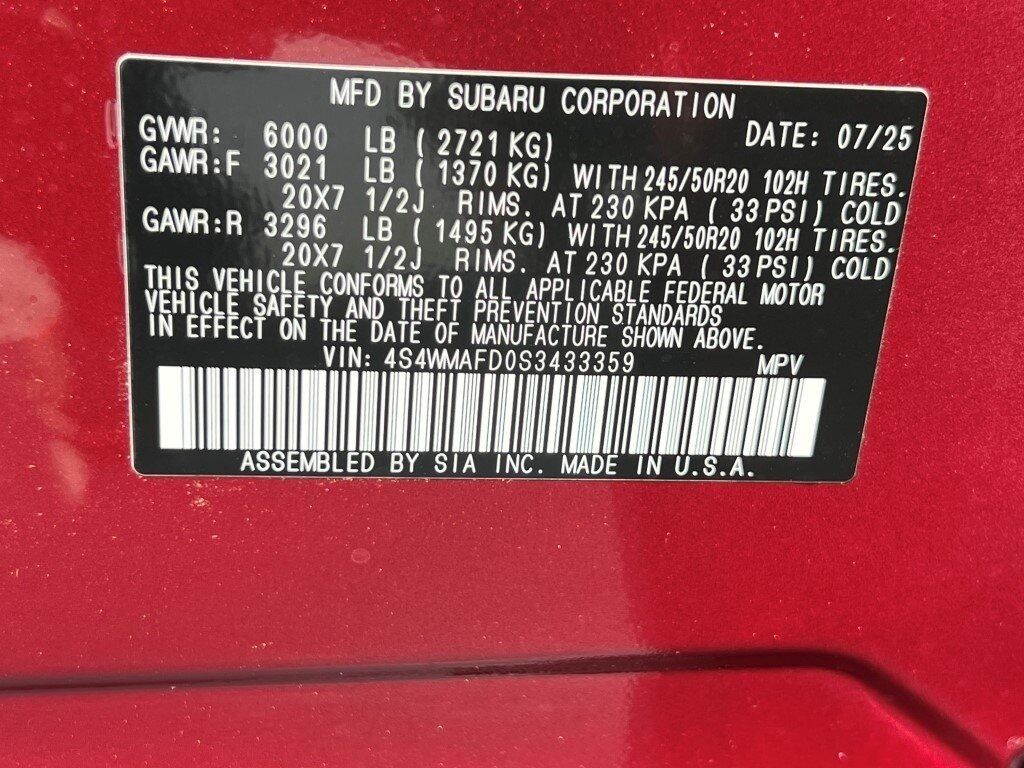 MFD BY SUBARU CORPORATION
GVWR: 6000 LB ( 2721 KG) DATE: 07/25
GAWR:F 3021 LB ( 1370 KG) WITH 245/50R20 102H TIRES.
20X7 1/2J RIMS. AT 230 KPA ( 33 PSI) COLD
GAWR:R 3296 LB ( 1495 KG) WITH 245/50R20 102H TIRES.
20X7 1/2J RIMS. AT 230 KPA ( 33 PSI) COLD
THIS VEHICLE CONFORMS TO ALL APPLICABLE FEDERAL MOTOR
VEHICLE SAFETY AND THEFT PREVENTION STANDARDS
IN EFFECT ON THE DATE OF MANUFACTURE SHOWN ABOVE.
VIN: 4S4WMAFD0S3433359 MPV
ASSEMBLED BY SIA INC. MADE IN U.S.A.